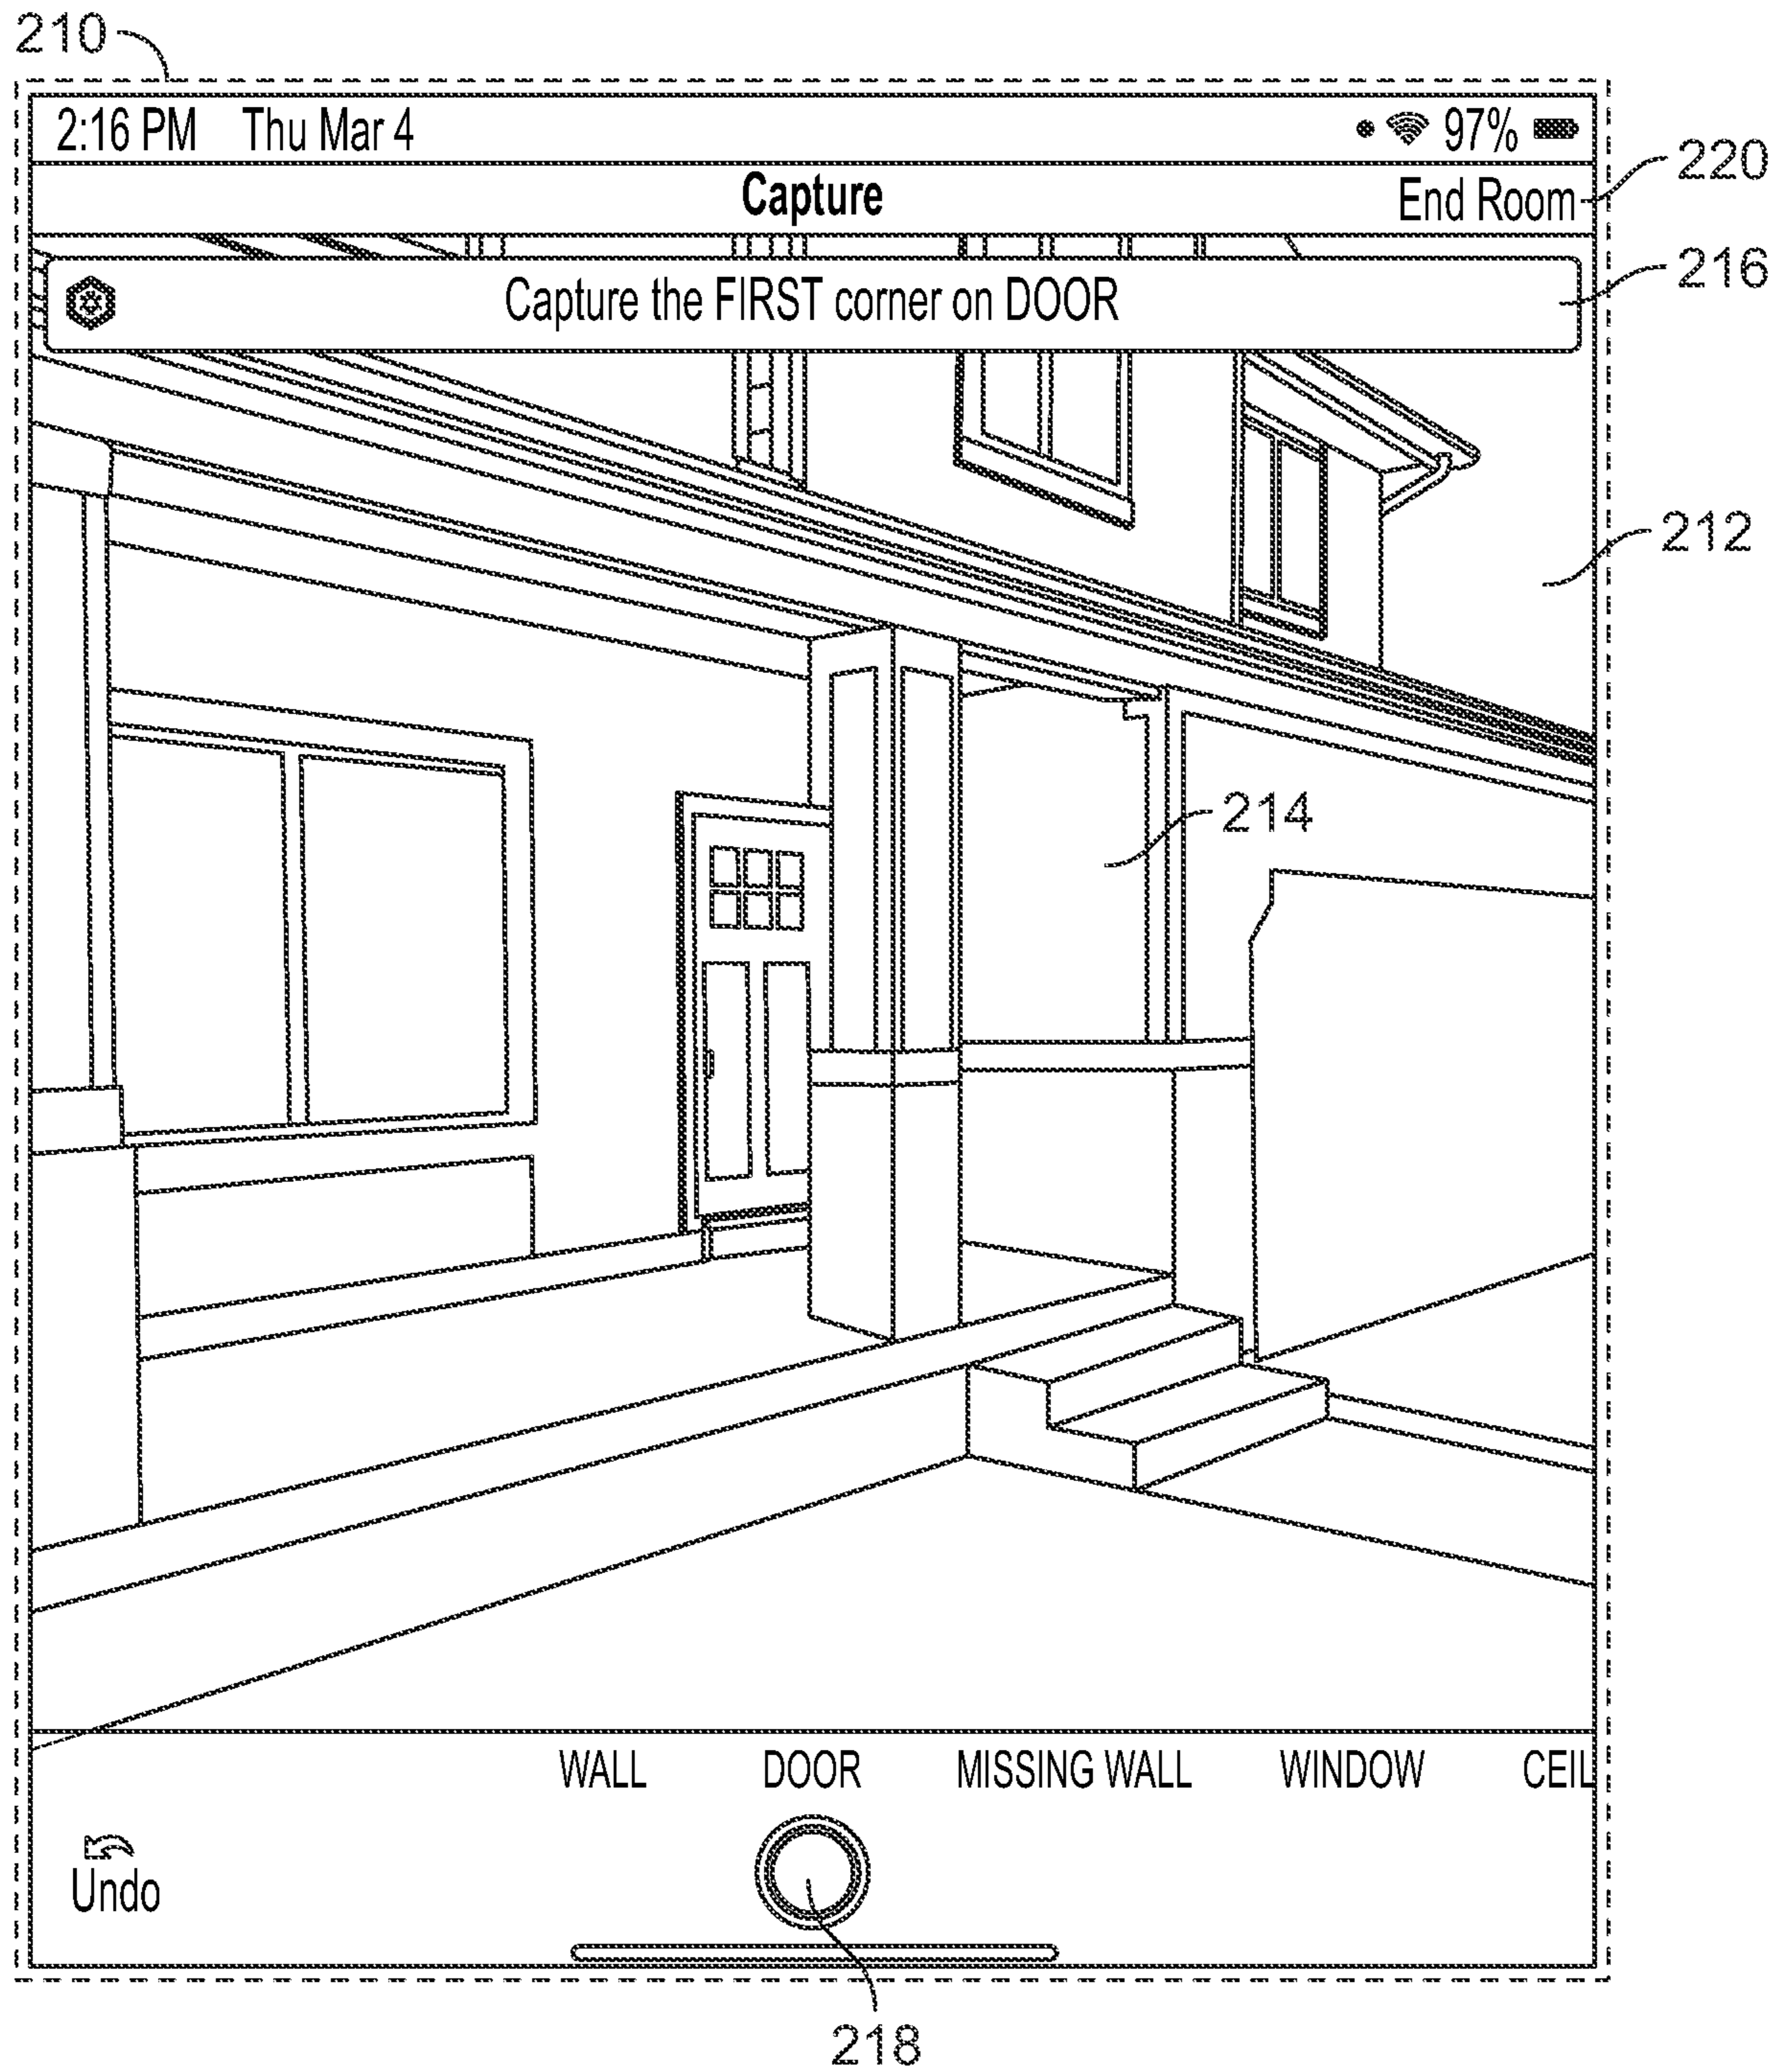 210
2:16 PM Thu Mar 4 97%
220
Capture End Room
216
Capture the FIRST corner on DOOR
212
214
WALL DOOR MISSING WALL WINDOW CEIL
Undo
218